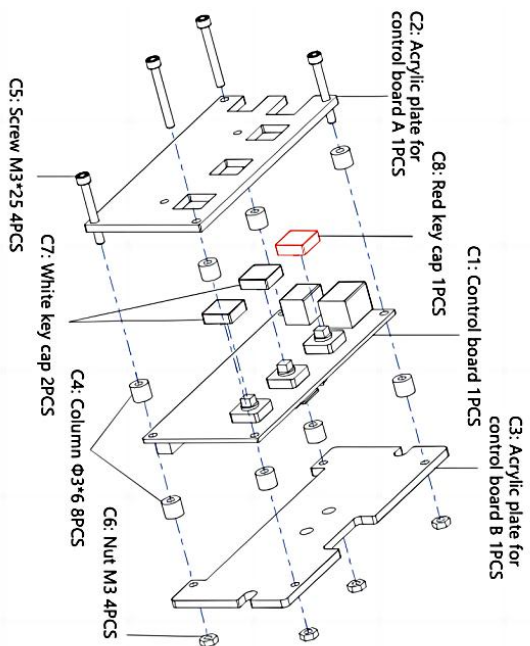 C2: Acrylic plate for
control board A 1PCS
C8: Red key cap 1PCS
C1: Control board 1PCS
C3: Acrylic plate for
control board B 1PCS
C5: Screw M3*25 4PCS
C7: White key cap 2PCS
C4: Column Φ3*6 8PCS
C6: Nut M3 4PCS